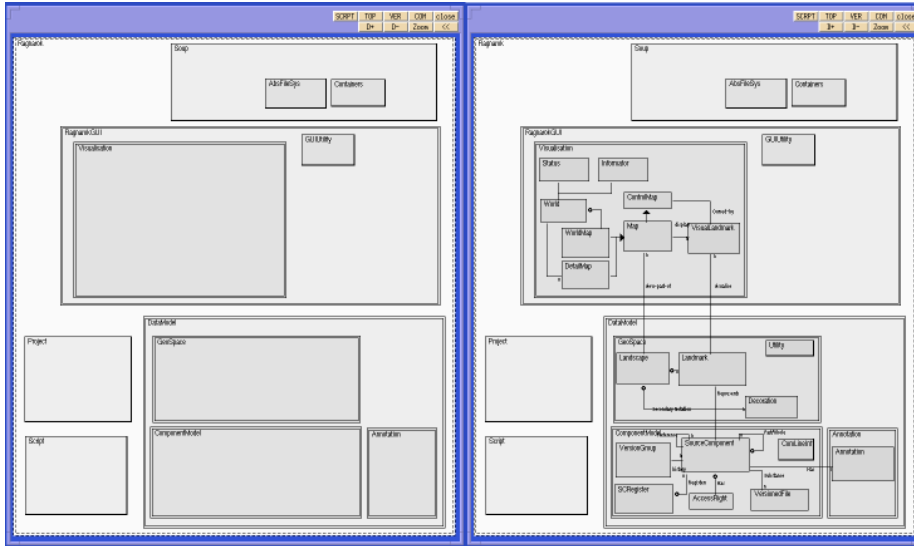 SCRPT TOP VER COM close
D+ D- Zoom <<
Ragnarok
Soup
AbsFileSys Containers
RagnarokGUI
GUIUtility
Visualisation
DataModel
Project
GeoSpace
Script
ComponentModel
Annotation
SCRPT TOP VER COM close
D+ D- Zoom <<
Ragnarok
Soup
AbsFileSys Containers
RagnarokGUI
GUIUtility
Visualisation
Status Informator
ControlMap
World
WorldMap Map VisualLandmark
DetailMap
DataModel
Project
GeoSpace
Utility
Landscape Landmark
Decoration
Script
ComponentModel
SourceComponent
Annotation
VersionGroup
Annotation
SCRegister
AccessRight
VersionedFile